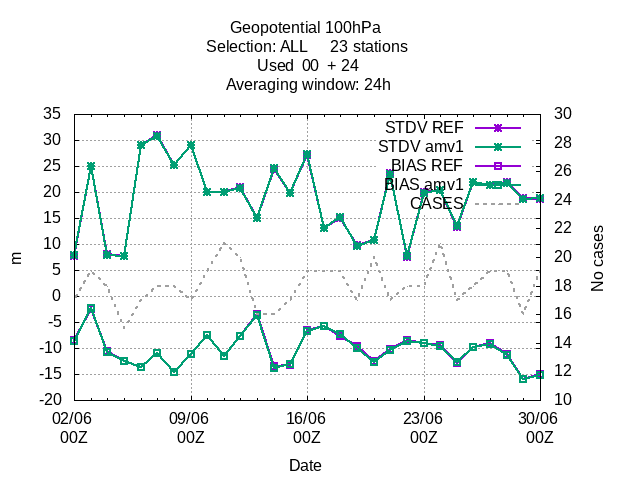 Geopotential 100hPa
Selection: ALL 23 stations
Used 00 + 24
Averaging window: 24h
35 30
30 28
25 26
20 24
15 22
10 20
5 18
0 16
-5 14
-10 12
-15 10
-20
STDV REF
STDV amv1
BIAS REF
BIAS amv1
CASES
m
No cases
02/06 09/06 16/06 23/06 30/06
00Z 00Z 00Z 00Z 00Z
Date